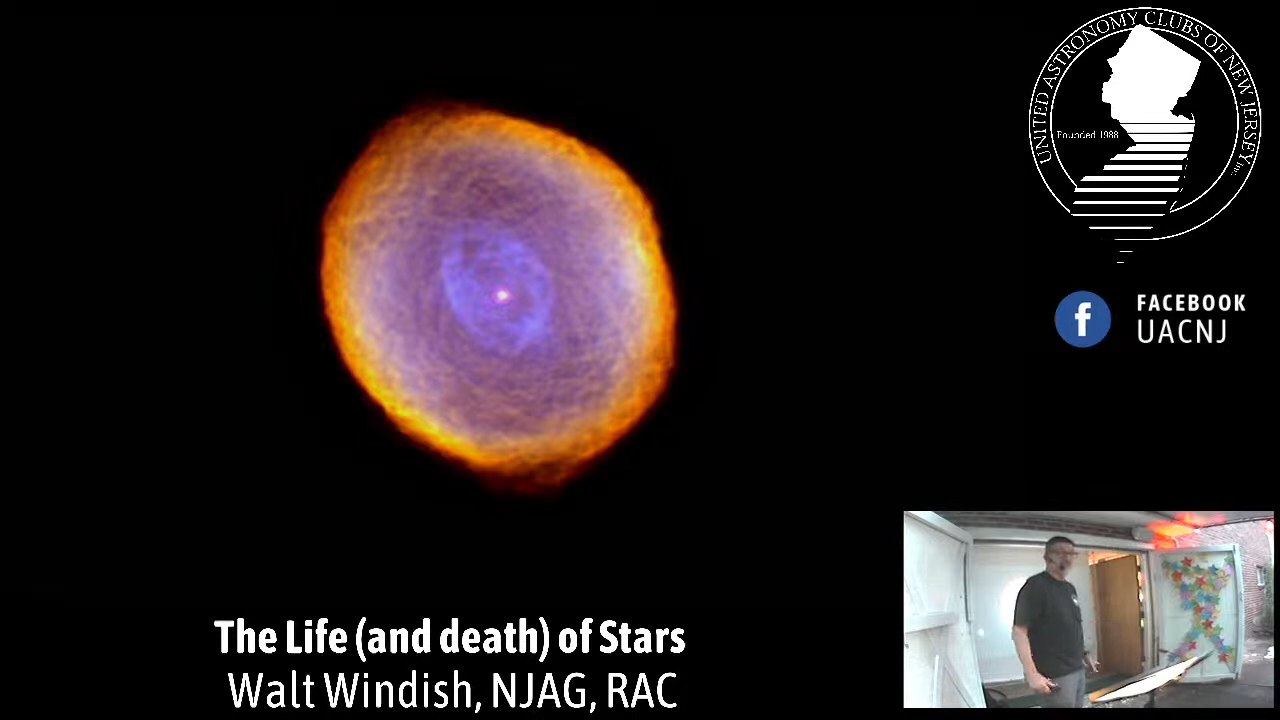 UNITED ASTRONOMY CLUBS OF NEW JERSEY, Inc.
Founded 1988
f
FACEBOOK
UACNJ
The Life (and death) of Stars
Walt Windish, NJAG, RAC